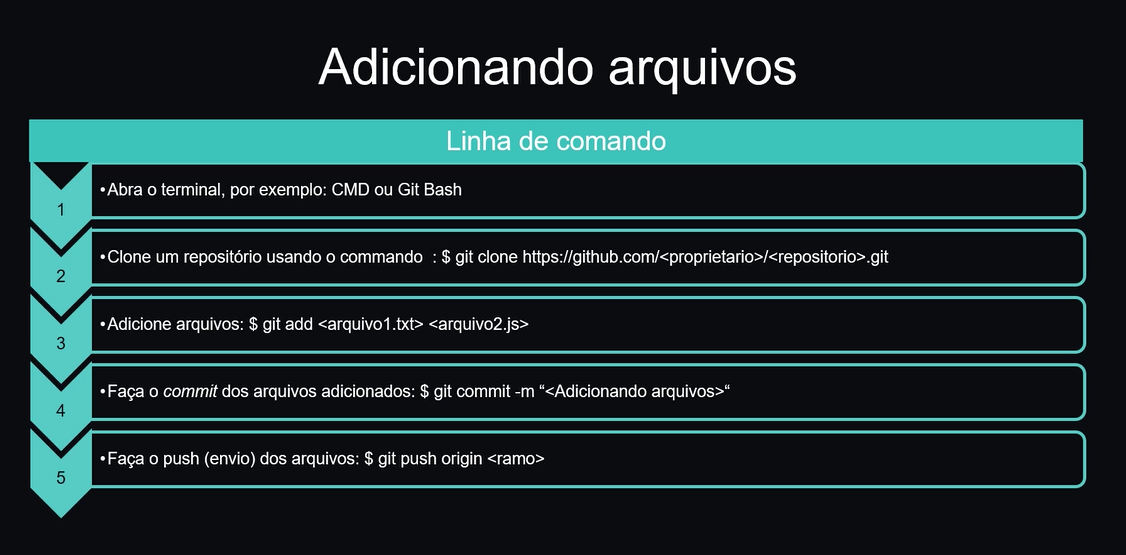 Adicionando arquivos
Linha de comando
1
•Abra o terminal, por exemplo: CMD ou Git Bash
2
•Clone um repositório usando o commando  : $ git clone https://github.com/<proprietario>/<repositorio>.git
3
•Adicione arquivos: $ git add <arquivo1.txt> <arquivo2.js>
4
•Faça o commit dos arquivos adicionados: $ git commit -m “<Adicionando arquivos>“
5
•Faça o push (envio) dos arquivos: $ git push origin <ramo>